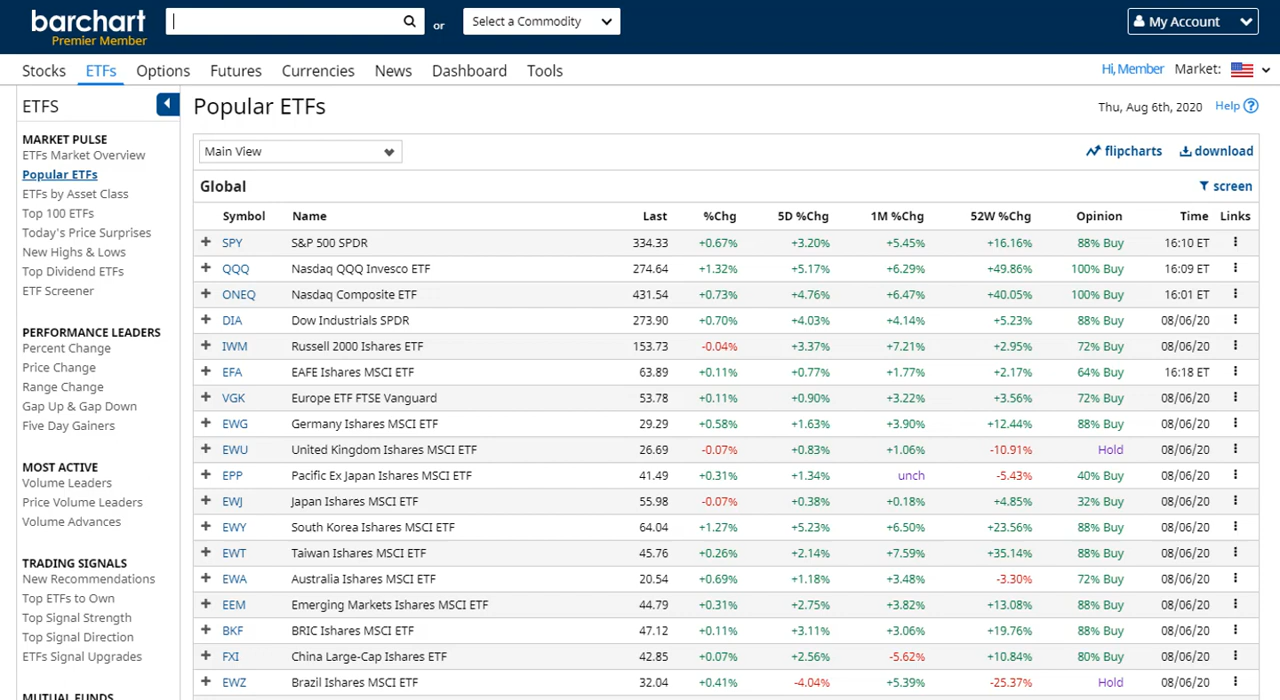 barchart
Premier Member
or
Select a Commodity
My Account
Stocks ETFs Options Futures Currencies News Dashboard Tools
Hi, Member Market:
ETFS
Popular ETFs
Thu, Aug 6th, 2020 Help ?
MARKET PULSE
ETFs Market Overview
Popular ETFs
ETFs by Asset Class
Top 100 ETFs
Today's Price Surprises
New Highs & Lows
Top Dividend ETFs
ETF Screener
PERFORMANCE LEADERS
Percent Change
Price Change
Range Change
Gap Up & Gap Down
Five Day Gainers
MOST ACTIVE
Volume Leaders
Price Volume Leaders
Volume Advances
TRADING SIGNALS
New Recommendations
Top ETFs to Own
Top Signal Strength
Top Signal Direction
ETFs Signal Upgrades
MUTUAL FUNDS
Main View
flipcharts download
Global
screen
Symbol Name Last %Chg 5D %Chg 1M %Chg 52W %Chg Opinion Time Links
+ SPY S&P 500 SPDR 334.33 +0.67% +3.20% +5.45% +16.16% 88% Buy 16:10 ET
+ QQQ Nasdaq QQQ Invesco ETF 274.64 +1.32% +5.17% +6.29% +49.86% 100% Buy 16:09 ET
+ ONEQ Nasdaq Composite ETF 431.54 +0.73% +4.76% +6.47% +40.05% 100% Buy 16:01 ET
+ DIA Dow Industrials SPDR 273.90 +0.70% +4.03% +4.14% +5.23% 88% Buy 08/06/20
+ IWM Russell 2000 Ishares ETF 153.73 -0.04% +3.37% +7.21% +2.95% 72% Buy 08/06/20
+ EFA EAFE Ishares MSCI ETF 63.89 +0.11% +0.77% +1.77% +2.17% 64% Buy 16:18 ET
+ VGK Europe ETF FTSE Vanguard 53.78 +0.11% +0.90% +3.22% +3.56% 72% Buy 08/06/20
+ EWG Germany Ishares MSCI ETF 29.29 +0.58% +1.63% +3.90% +12.44% 88% Buy 08/06/20
+ EWU United Kingdom Ishares MSCI ETF 26.69 -0.07% +0.83% +1.06% -10.91% Hold 08/06/20
+ EPP Pacific Ex Japan Ishares MSCI ETF 41.49 +0.31% +1.34% unch -5.43% 40% Buy 08/06/20
+ EWJ Japan Ishares MSCI ETF 55.98 -0.07% +0.38% +0.18% +4.85% 32% Buy 08/06/20
+ EWY South Korea Ishares MSCI ETF 64.04 +1.27% +5.23% +6.50% +23.56% 88% Buy 08/06/20
+ EWT Taiwan Ishares MSCI ETF 45.76 +0.26% +2.14% +7.59% +35.14% 88% Buy 08/06/20
+ EWA Australia Ishares MSCI ETF 20.54 +0.69% +1.18% +3.48% -3.30% 72% Buy 08/06/20
+ EEM Emerging Markets Ishares MSCI ETF 44.79 +0.31% +2.75% +3.82% +13.08% 88% Buy 08/06/20
+ BKF BRIC Ishares MSCI ETF 47.12 +0.11% +3.11% +3.06% +19.76% 88% Buy 08/06/20
+ FXI China Large-Cap Ishares ETF 42.85 +0.07% +2.56% -5.62% +10.84% 80% Buy 08/06/20
+ EWZ Brazil Ishares MSCI ETF 32.04 +0.41% -4.04% +5.39% -25.37% Hold 08/06/20